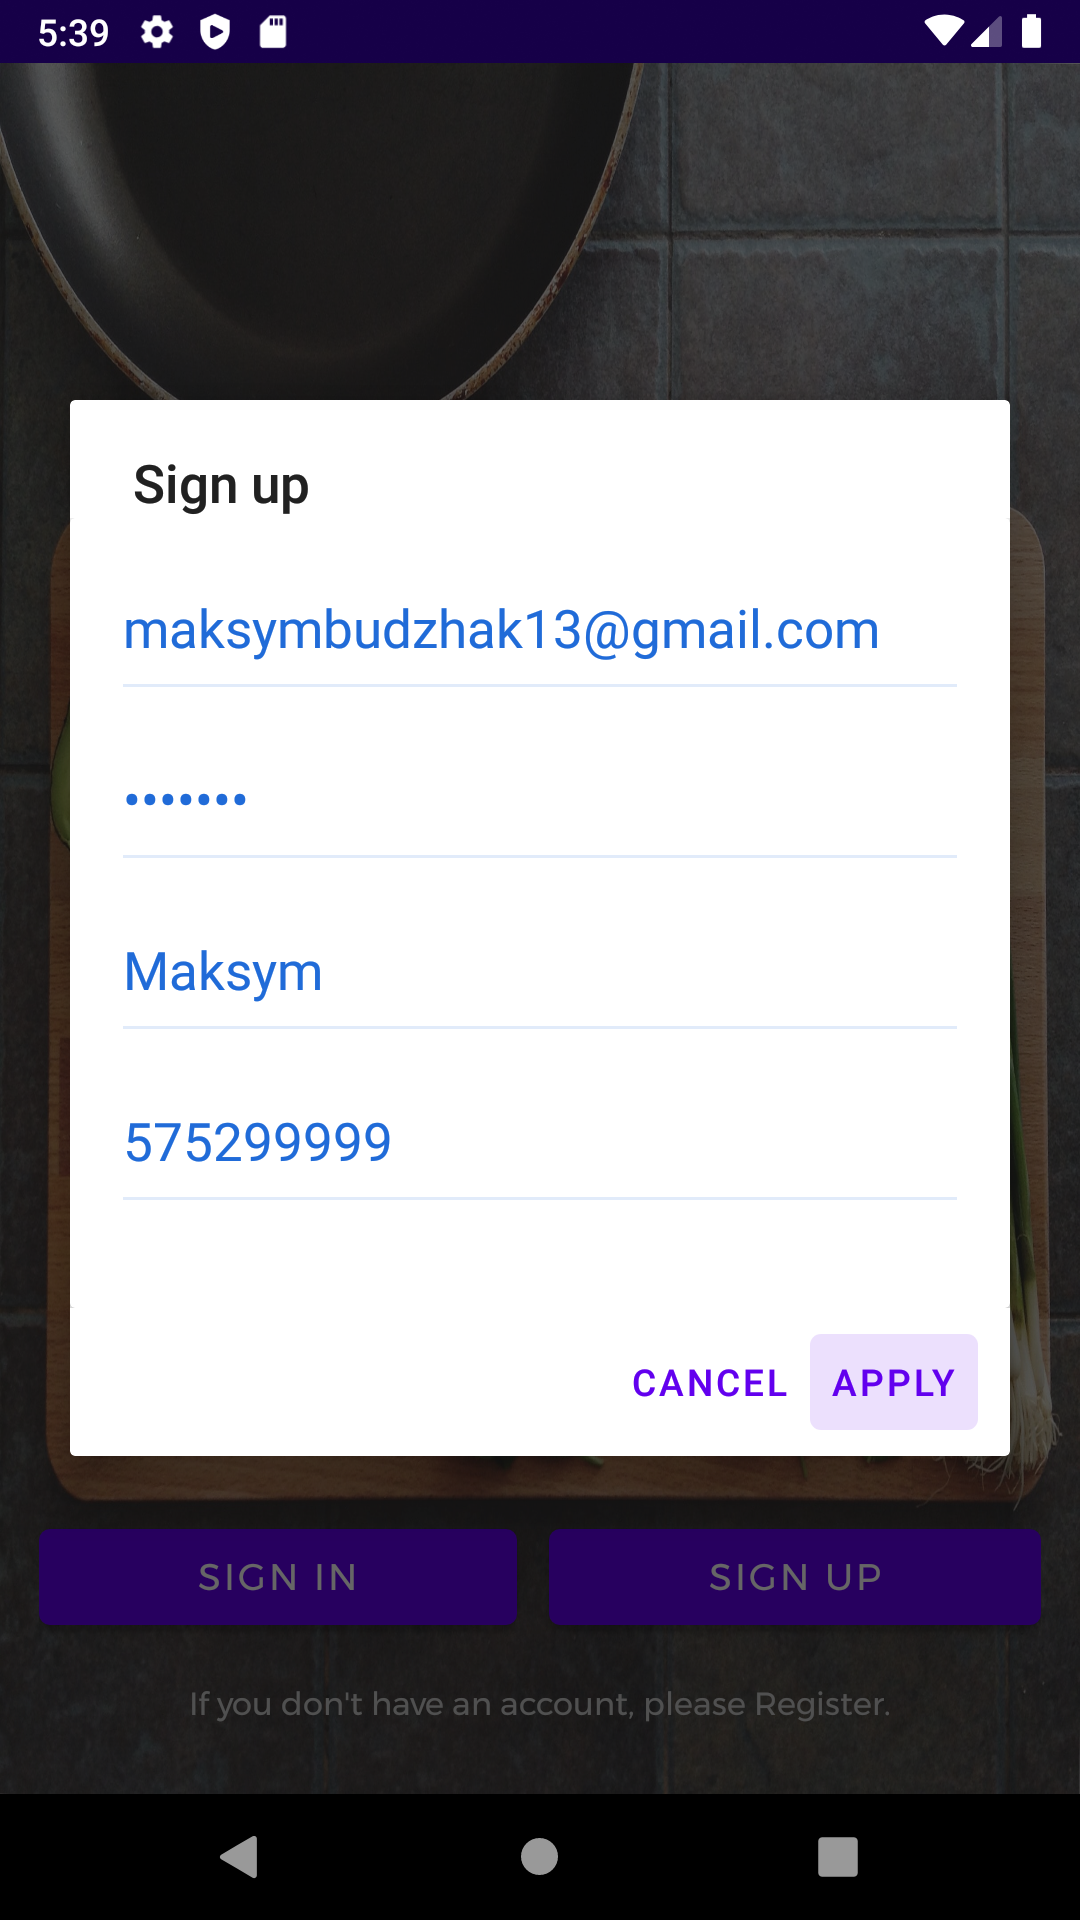 5:39
Sign up
maksymbudzhak13@gmail.com
•••••••
Maksym
575299999
CANCEL APPLY
SIGN IN SIGN UP
If you don't have an account, please Register.